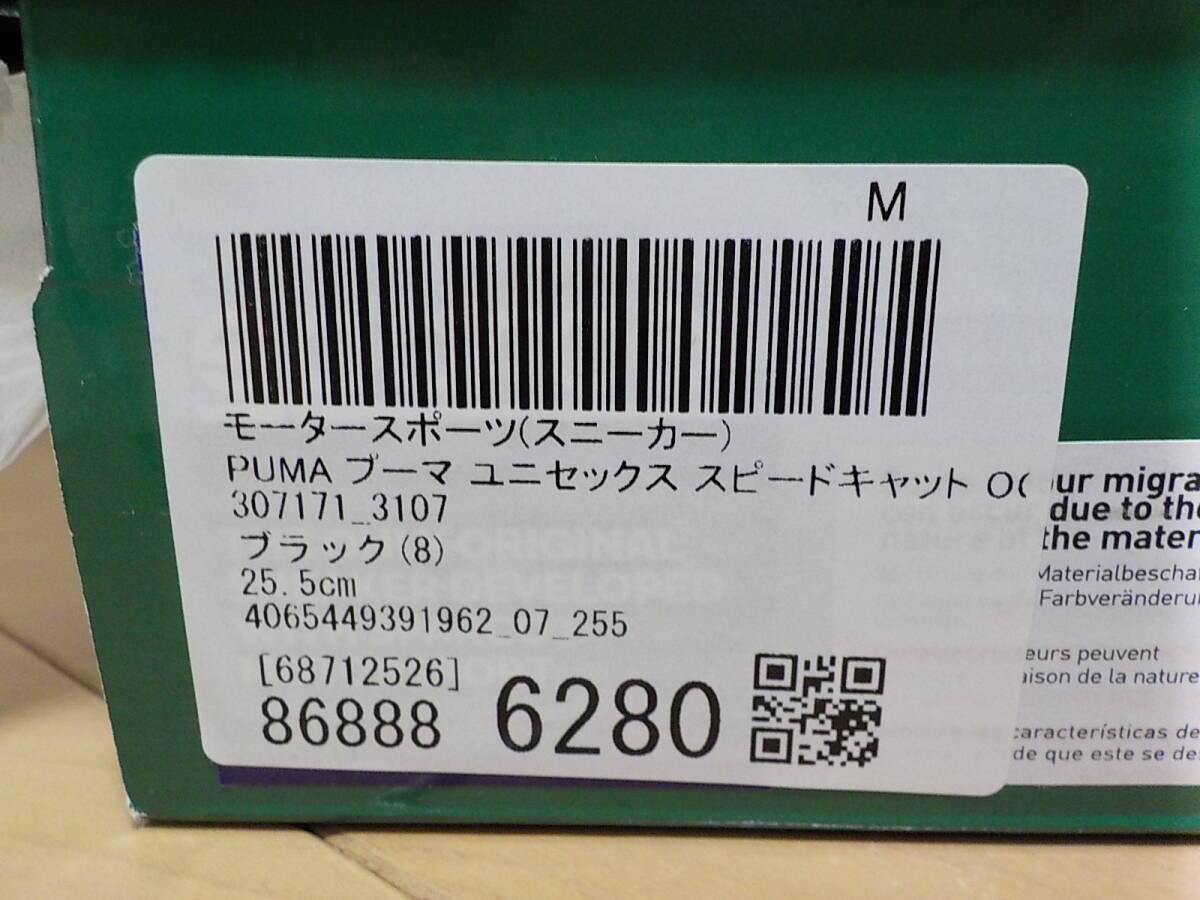 M
モータースポーツ(スニーカー)
PUMA プーマ ユニセックス スピードキャット
307171_3107
ブラック(8)
25.5cm
4065449391962_07_255
[68712526]
86888 6280
due to the
the mater
Farbveränderu
eurs peuvent
de la nature
características de
de que este se de
ORIGINAL
DEVELOPED